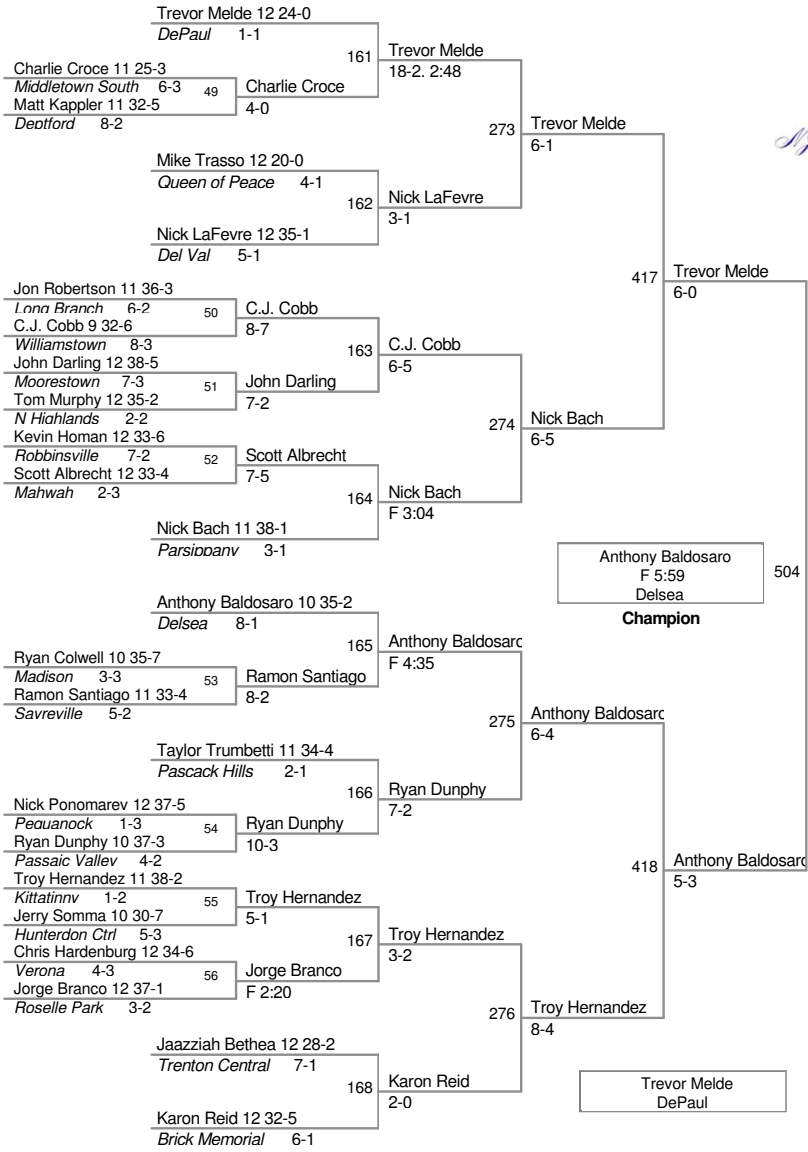 Trevor Melde 12 24-0
DePaul 1-1
161
Trevor Melde
18-2. 2:48
Charlie Croce 11 25-3
Middletown South 6-3
49
Charlie Croce
4-0
Matt Kappler 11 32-5
Deptford 8-2
273
Trevor Melde
6-1
Mike Trasso 12 20-0
Queen of Peace 4-1
162
Nick LaFevre
3-1
Nick LaFevre 12 35-1
Del Val 5-1
417
Trevor Melde
6-0
Jon Robertson 11 36-3
Long Branch 6-2
50
C.J. Cobb
8-7
C.J. Cobb 9 32-6
Williamstown 8-3
163
C.J. Cobb
6-5
John Darling 12 38-5
Moorestown 7-3
51
John Darling
7-2
Tom Murphy 12 35-2
N Highlands 2-2
274
Nick Bach
6-5
Kevin Homan 12 33-6
Robbinsville 7-2
52
Scott Albrecht
7-5
Scott Albrecht 12 33-4
Mahwah 2-3
164
Nick Bach
F 3:04
Nick Bach 11 38-1
Parsippany 3-1
Anthony Baldosaro
F 5:59
Delsea
504
Champion
Anthony Baldosaro 10 35-2
Delsea 8-1
165
Anthony Baldosaro
F 4:35
Ryan Colwell 10 35-7
Madison 3-3
53
Ramon Santiago
8-2
Ramon Santiago 11 33-4
Sayreville 5-2
275
Anthony Baldosaro
6-4
Taylor Trumbetti 11 34-4
Pascack Hills 2-1
166
Ryan Dunphy
7-2
Nick Ponomarev 12 37-5
Pequanock 1-3
54
Ryan Dunphy
10-3
Ryan Dunphy 10 37-3
Passaic Valley 4-2
418
Anthony Baldosaro
5-3
Troy Hernandez 11 38-2
Kittatinny 1-2
55
Troy Hernandez
5-1
Jerry Somma 10 30-7
Hunterdon Ctrl 5-3
167
Troy Hernandez
3-2
Chris Hardenburg 12 34-6
Verona 4-3
56
Jorge Branco
F 2:20
Jorge Branco 12 37-1
Roselle Park 3-2
276
Troy Hernandez
8-4
Jaazziah Bethea 12 28-2
Trenton Central 7-1
168
Karon Reid
2-0
Karon Reid 12 32-5
Brick Memorial 6-1
Trevor Melde
DePaul